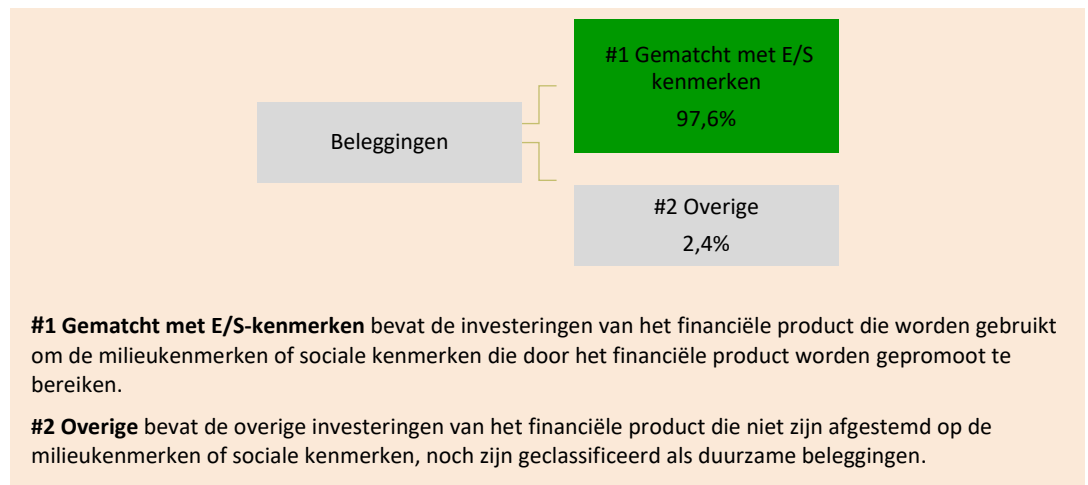 #1 Gematcht met E/S
kenmerken
97,6%
Beleggingen
#2 Overige
2,4%
#1 Gematcht met E/S-kenmerken bevat de investeringen van het financiële product die worden gebruikt
om de milieukenmerken of sociale kenmerken die door het financiële product worden gepromoot te
bereiken.
#2 Overige bevat de overige investeringen van het financiële product die niet zijn afgestemd op de
milieukenmerken of sociale kenmerken, noch zijn geclassificeerd als duurzame beleggingen.